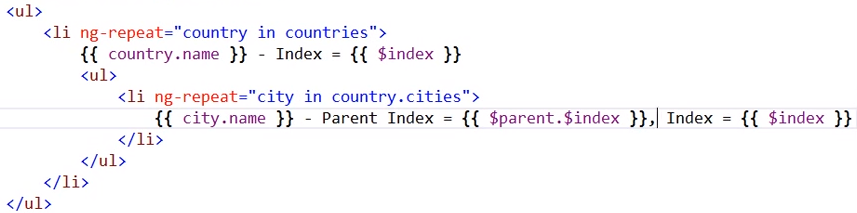 <ul>
<li ng-repeat="country in countries">
{{ country.name }} - Index = {{ $index }}
<ul>
<li ng-repeat="city in country.cities">
{{ city.name }} - Parent Index = {{ $parent.$index }}, Index = {{ $index }}
</li>
</ul>
</li>
</ul>